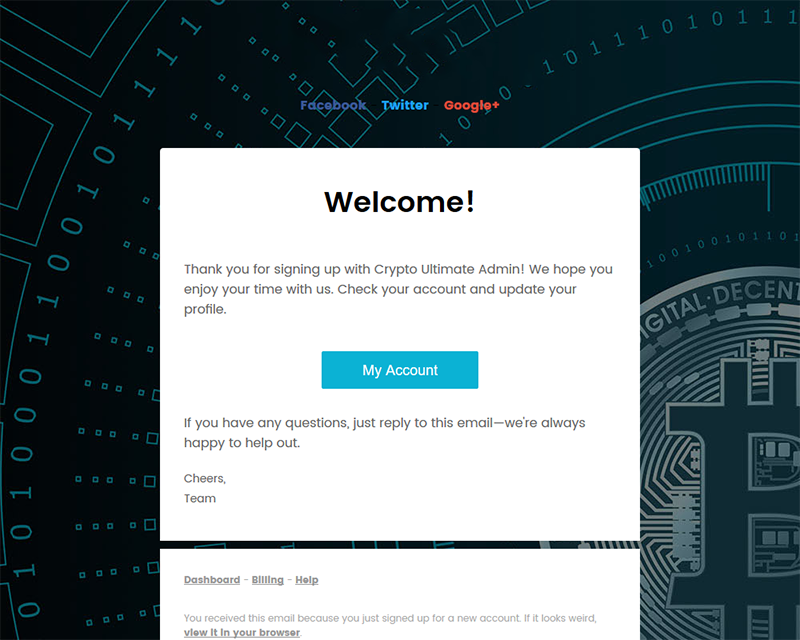 Facebook Twitter Google+
Welcome!
Thank you for signing up with Crypto Ultimate Admin! We hope you
enjoy your time with us. Check your account and update your
profile.
My Account
If you have any questions, just reply to this email—we're always
happy to help out.
Cheers,
Team
DIGITAL·DECENT
Dashboard - Billing - Help
You received this email because you just signed up for a new account. If it looks weird,
view it in your browser.